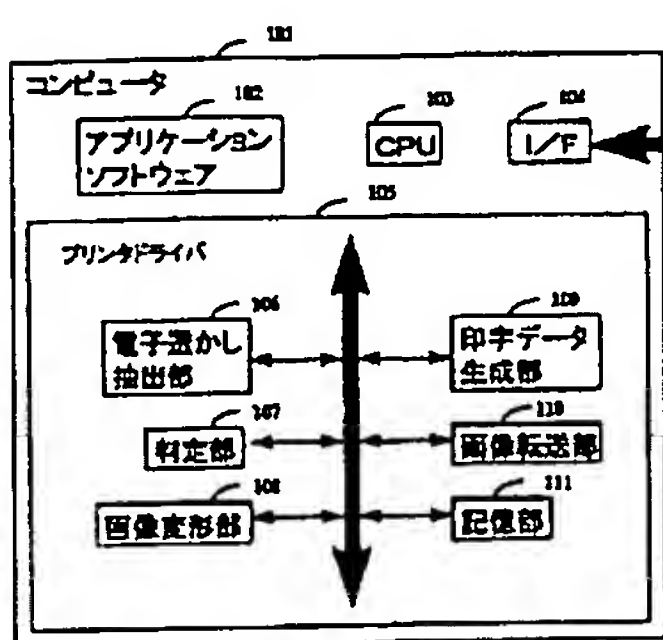 101
コンピュータ
102
103
104
アプリケーション
ソフトウェア
CPU
I/F
105
プリンタドライバ
106
109
電子透かし
抽出部
印字データ
生成部
107
110
判定部
画像転送部
108
111
画像変形部
記憶部